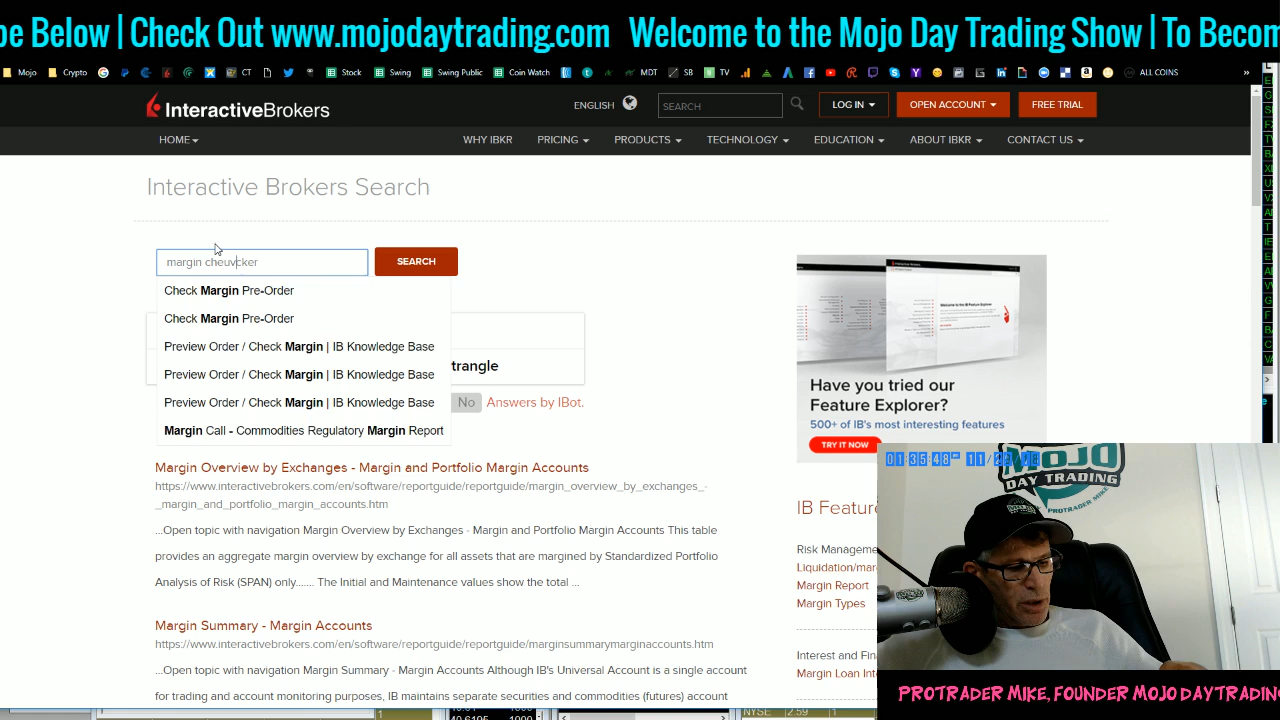 be Below | Check Out www.mojodaytrading.com Welcome to the Mojo Day Trading Show | To Becom
Mojo Crypto CT Stock Swing Swing Public Coin Watch MDT SB TV ALL COINS »
InteractiveBrokers ENGLISH SEARCH LOG IN OPEN ACCOUNT FREE TRIAL
HOME WHY IBKR PRICING PRODUCTS TECHNOLOGY EDUCATION ABOUT IBKR CONTACT US
Interactive Brokers Search
margin cheuvcker SEARCH
Check Margin Pre-Order
Check Margin Pre-Order
Preview Order / Check Margin | IB Knowledge Base
trangle
Preview Order / Check Margin | IB Knowledge Base
Preview Order / Check Margin | IB Knowledge Base
No Answers by IBot.
Margin Call - Commodities Regulatory Margin Report
Margin Overview by Exchanges - Margin and Portfolio Margin Accounts
https://www.interactivebrokers.com/en/software/reportguide/reportguide/margin_overview_by_exchanges_-
_margin_and_portfolio_margin_accounts.htm
...Open topic with navigation Margin Overview by Exchanges - Margin and Portfolio Margin Accounts This table
provides an aggregate margin overview by exchange for all assets that are margined by Standardized Portfolio
Analysis of Risk (SPAN) only....... The Initial and Maintenance values show the total ...
Margin Summary - Margin Accounts
https://www.interactivebrokers.com/en/software/reportguide/reportguide/marginsummarymarginaccounts.htm
...Open topic with navigation Margin Summary - Margin Accounts Although IB's Universal Account is a single account
for trading and account monitoring purposes, IB maintains separate securities and commodities (futures) account
Have you tried our
Feature Explorer?
500+ of IB's most interesting features
TRY IT NOW
IB Feature
Risk Manageme
Liquidation/mar
Margin Report
Margin Types
Interest and Fina
Margin Loan Inte
MOJO
DAY TRADING
PROTRADER MIKE
PROTRADER MIKE, FOUNDER MOJO DAYTRADING
NYSE 2.59 1